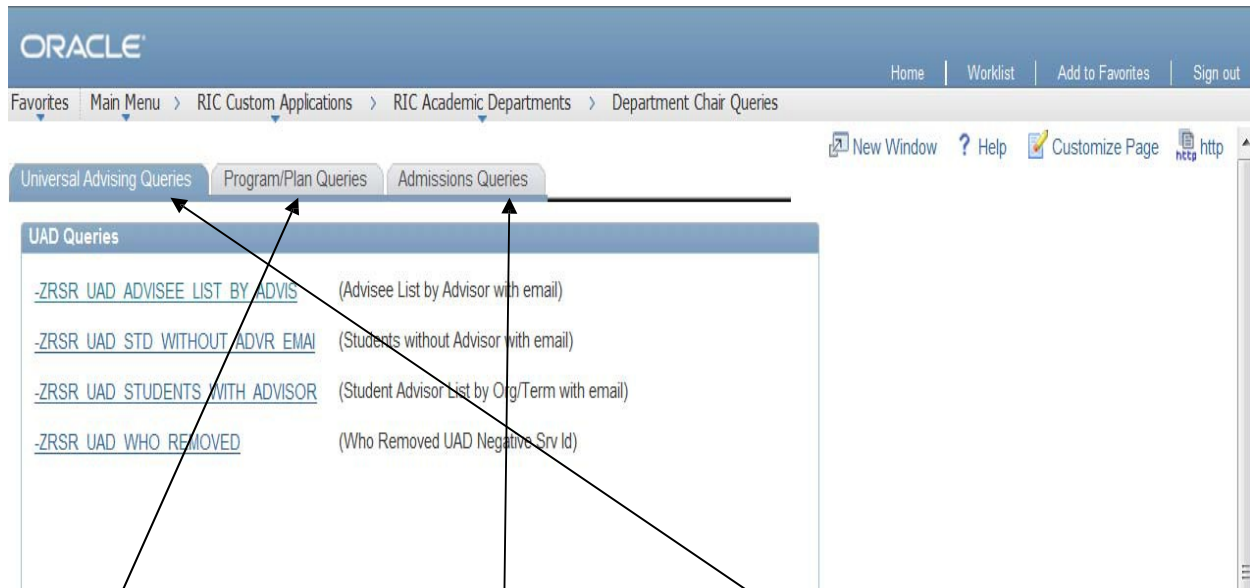 ORACLE
Home | Worklist | Add to Favorites | Sign out
Favorites Main Menu > RIC Custom Applications > RIC Academic Departments > Department Chair Queries
New Window ? Help Customize Page http
Universal Advising Queries Program/Plan Queries Admissions Queries
UAD Queries
-ZRSR_UAD_ADVISEE_LIST_BY_ADVIS (Advisee List by Advisor with email)
-ZRSR_UAD_STD_WITHOUT_ADVR_EMAI (Students without Advisor with email)
-ZRSR_UAD_STUDENTS_WITH_ADVISOR (Student Advisor List by Org/Term with email)
-ZRSR_UAD_WHO_REMOVED (Who Removed UAD Negative Srv Id)